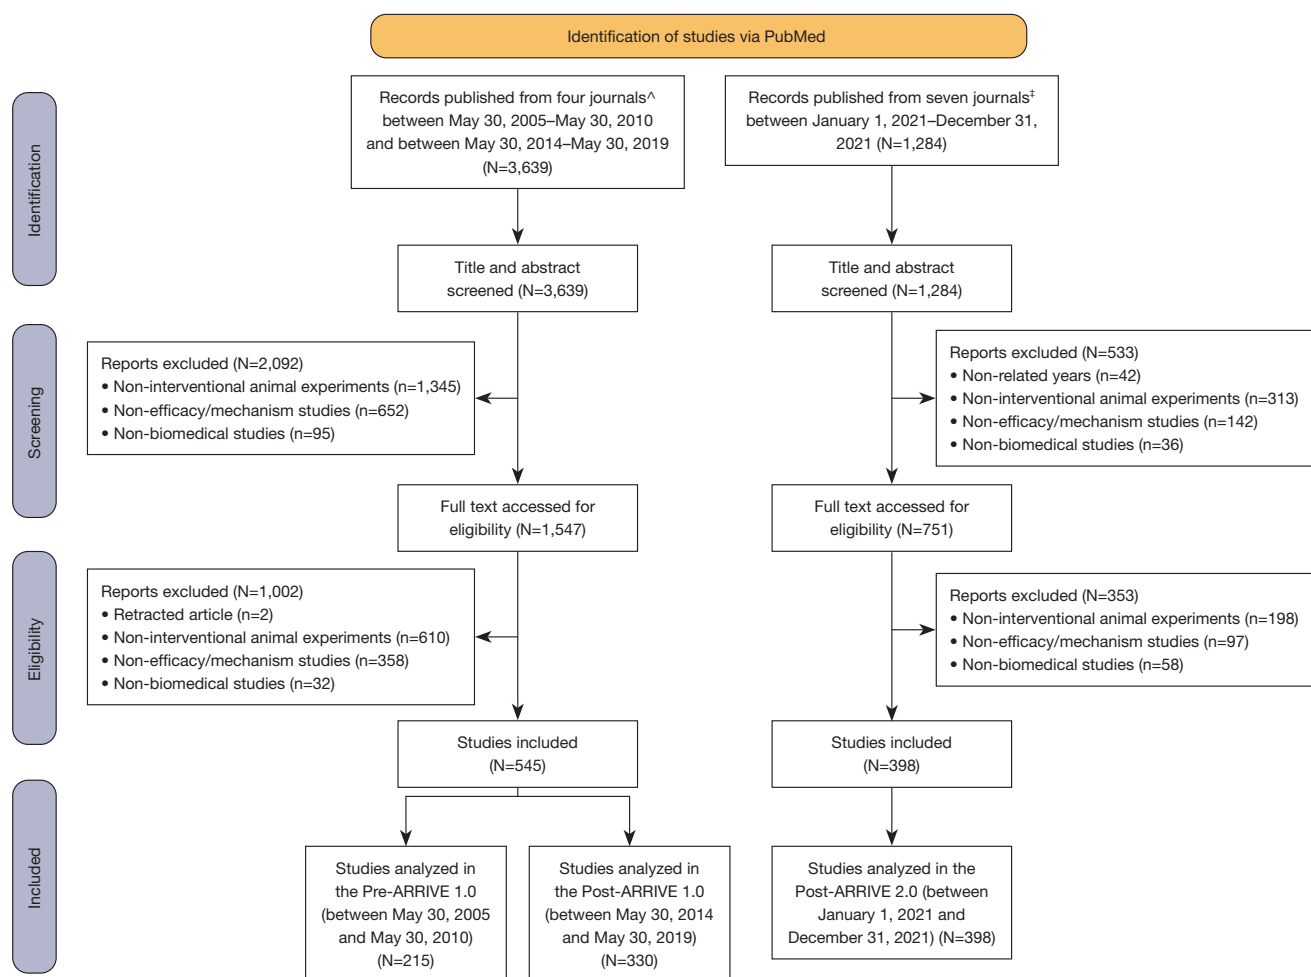 Identification of studies via PubMed
Identification
Records published from four journals^
between May 30, 2005–May 30, 2010
and between May 30, 2014–May 30, 2019
(N=3,639)
Records published from seven journals‡
between January 1, 2021–December 31,
2021 (N=1,284)
Title and abstract
screened (N=3,639)
Title and abstract
screened (N=1,284)
Screening
Reports excluded (N=2,092)
• Non-interventional animal experiments (n=1,345)
• Non-efficacy/mechanism studies (n=652)
• Non-biomedical studies (n=95)
Reports excluded (N=533)
• Non-related years (n=42)
• Non-interventional animal experiments (n=313)
• Non-efficacy/mechanism studies (n=142)
• Non-biomedical studies (n=36)
Full text accessed for
eligibility (N=1,547)
Full text accessed for
eligibility (N=751)
Eligibility
Reports excluded (N=1,002)
• Retracted article (n=2)
• Non-interventional animal experiments (n=610)
• Non-efficacy/mechanism studies (n=358)
• Non-biomedical studies (n=32)
Reports excluded (N=353)
• Non-interventional animal experiments (n=198)
• Non-efficacy/mechanism studies (n=97)
• Non-biomedical studies (n=58)
Studies included
(N=545)
Studies included
(N=398)
Included
Studies analyzed in
the Pre-ARRIVE 1.0
(between May 30, 2005
and May 30, 2010)
(N=215)
Studies analyzed in
the Post-ARRIVE 1.0
(between May 30, 2014
and May 30, 2019)
(N=330)
Studies analyzed in the
Post-ARRIVE 2.0 (between
January 1, 2021 and
December 31, 2021) (N=398)